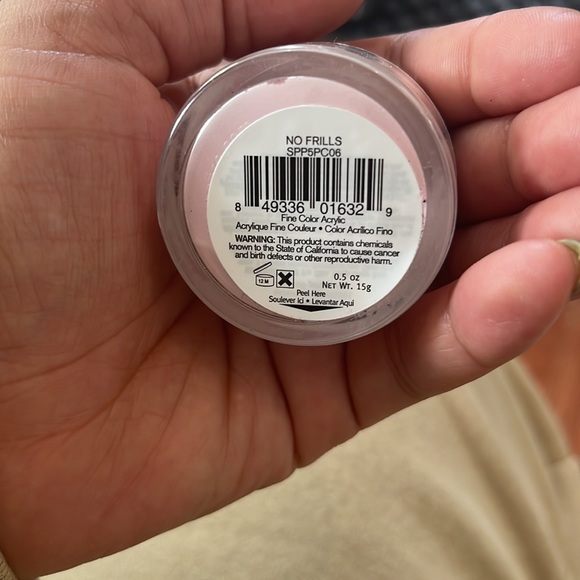 NO FRILLS
SPP5PC06
8 49336 01632 9
Fine Color Acrylic
Acrylique Fine Couleur • Color Acrilico Fino
WARNING: This product contains chemicals
known to the State of California to cause cancer
and birth defects or other reproductive harm.
12 M
0.5 oz
NET WT. 15g
Peel Here
Soulever Ici • Levantar Aqui